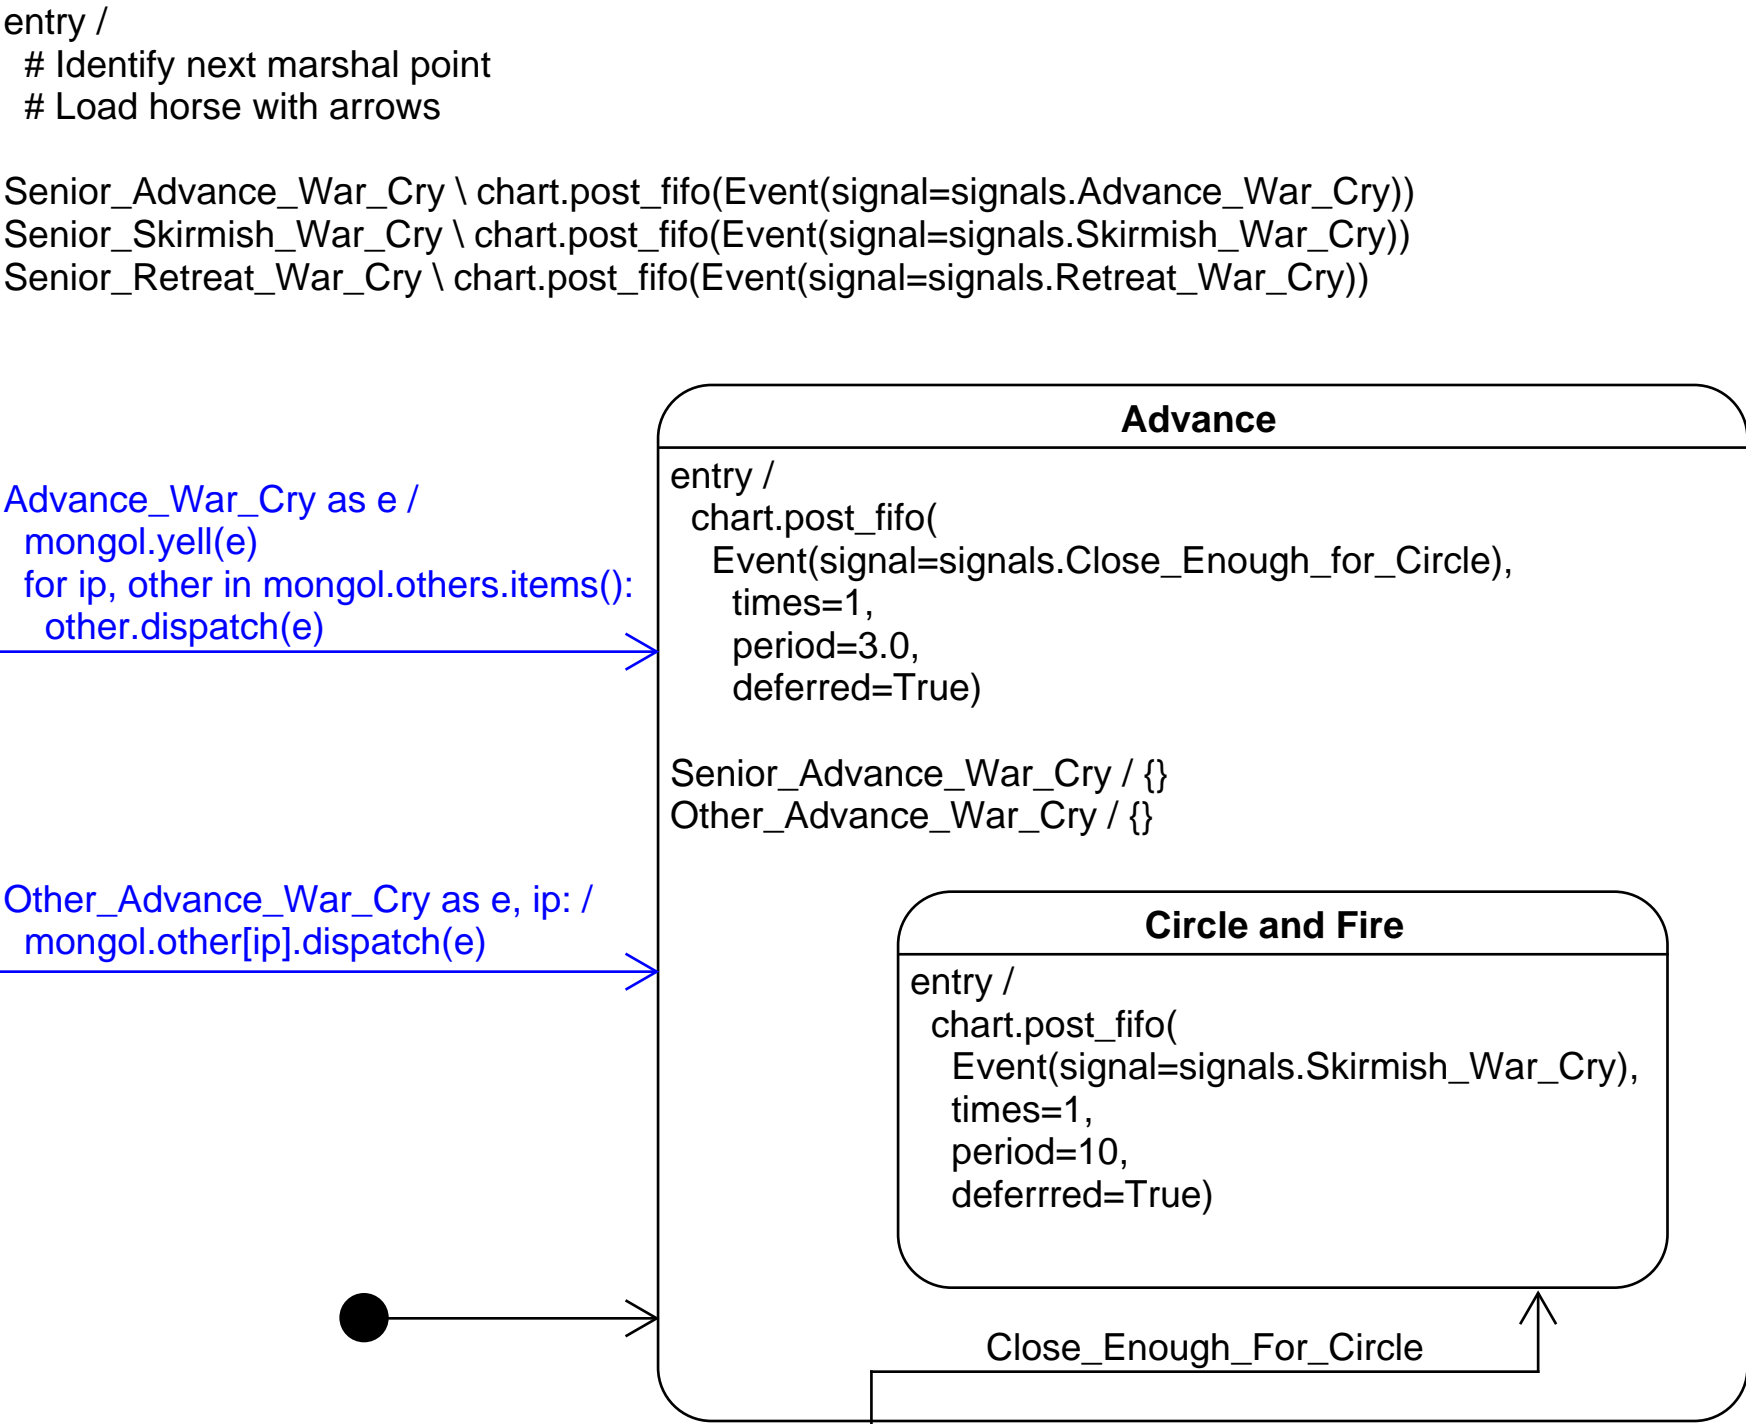 entry /
# Identify next marshal point
# Load horse with arrows
Senior_Advance_War_Cry \ chart.post_fifo(Event(signal=signals.Advance_War_Cry))
Senior_Skirmish_War_Cry \ chart.post_fifo(Event(signal=signals.Skirmish_War_Cry))
Senior_Retreat_War_Cry \ chart.post_fifo(Event(signal=signals.Retreat_War_Cry))
Advance
entry /
chart.post_fifo(
Event(signal=signals.Close_Enough_for_Circle),
times=1,
period=3.0,
deferred=True)
Senior_Advance_War_Cry / {}
Other_Advance_War_Cry / {}
Advance_War_Cry as e /
mongol.yell(e)
for ip, other in mongol.others.items():
other.dispatch(e)
Other_Advance_War_Cry as e, ip: /
mongol.other[ip].dispatch(e)
Circle and Fire
entry /
chart.post_fifo(
Event(signal=signals.Skirmish_War_Cry),
times=1,
period=10,
deferrred=True)
Close_Enough_For_Circle